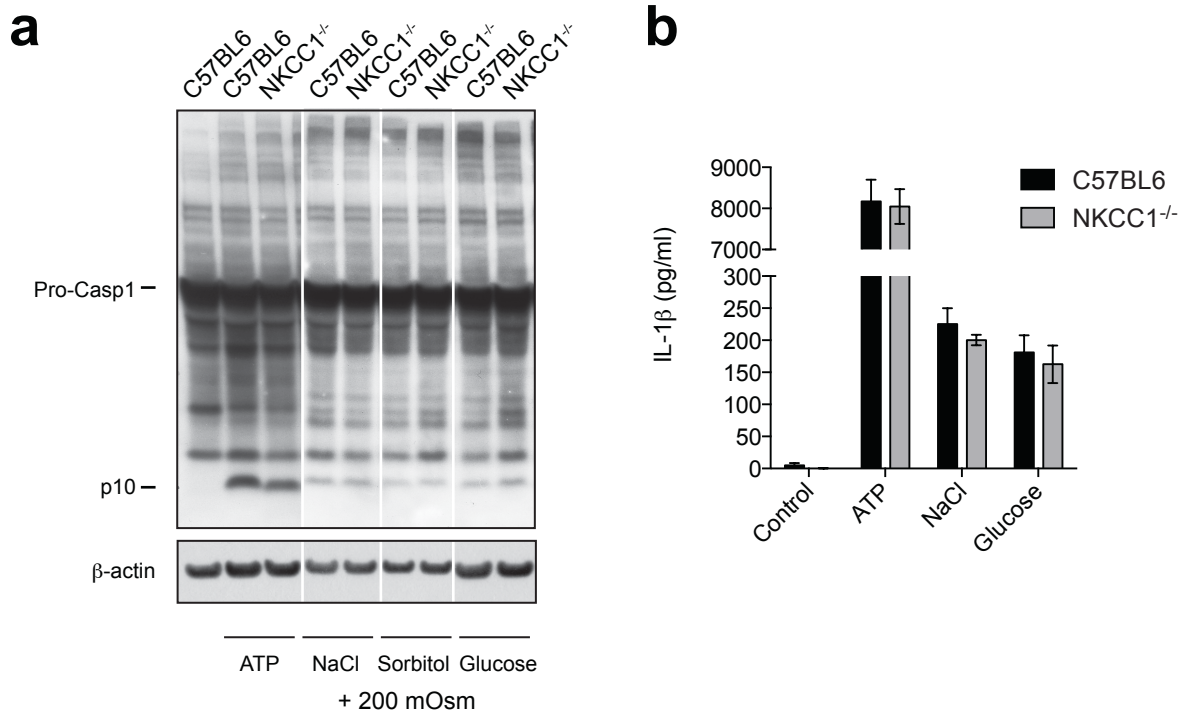 a
C57BL6
C57BL6
NKCC1-/-
C57BL6
NKCC1-/-
C57BL6
NKCC1-/-
C57BL6
NKCC1-/-
Pro-Casp1
p10
β-actin
ATP NaCl Sorbitol Glucose
+ 200 mOsm
b
IL-1β (pg/ml)
9000
8000
7000
300
250
200
150
100
50
0
Control
ATP
NaCl
Glucose
C57BL6
NKCC1-/-